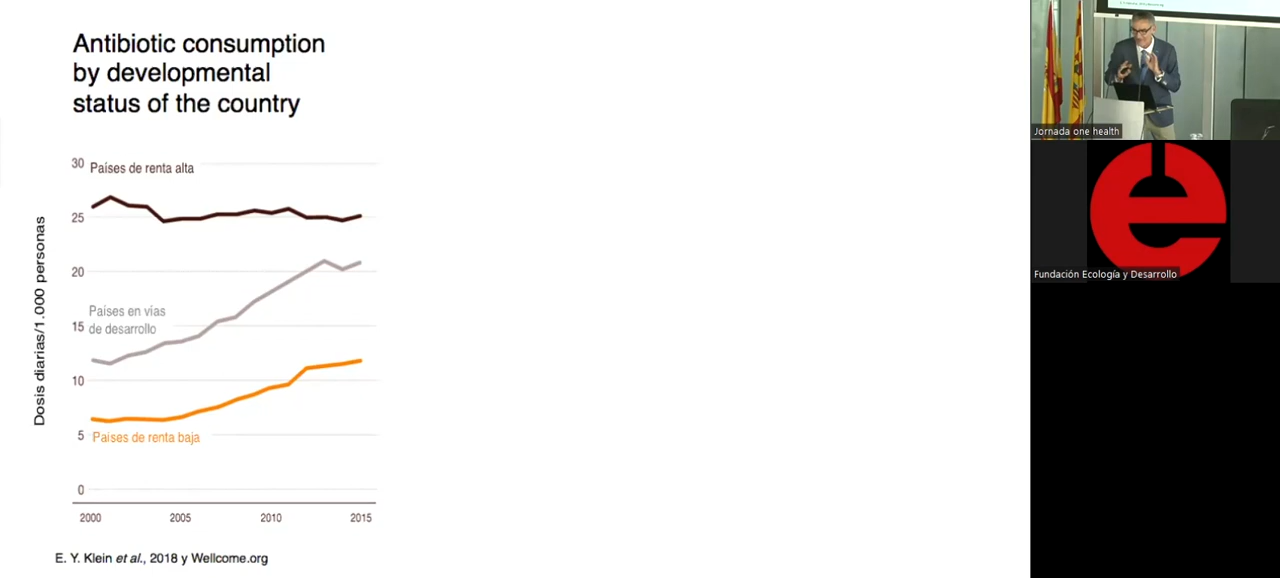 Antibiotic consumption
by developmental
status of the country
Dosis diarias/1.000 personas
30
Países de renta alta
25
20
Países en vías
15 de desarrollo
10
5
Países de renta baja
0
2000 2005 2010 2015
E. Y. Klein et al., 2018 y Wellcome.org
Jornada one health
Fundación Ecología y Desarrollo